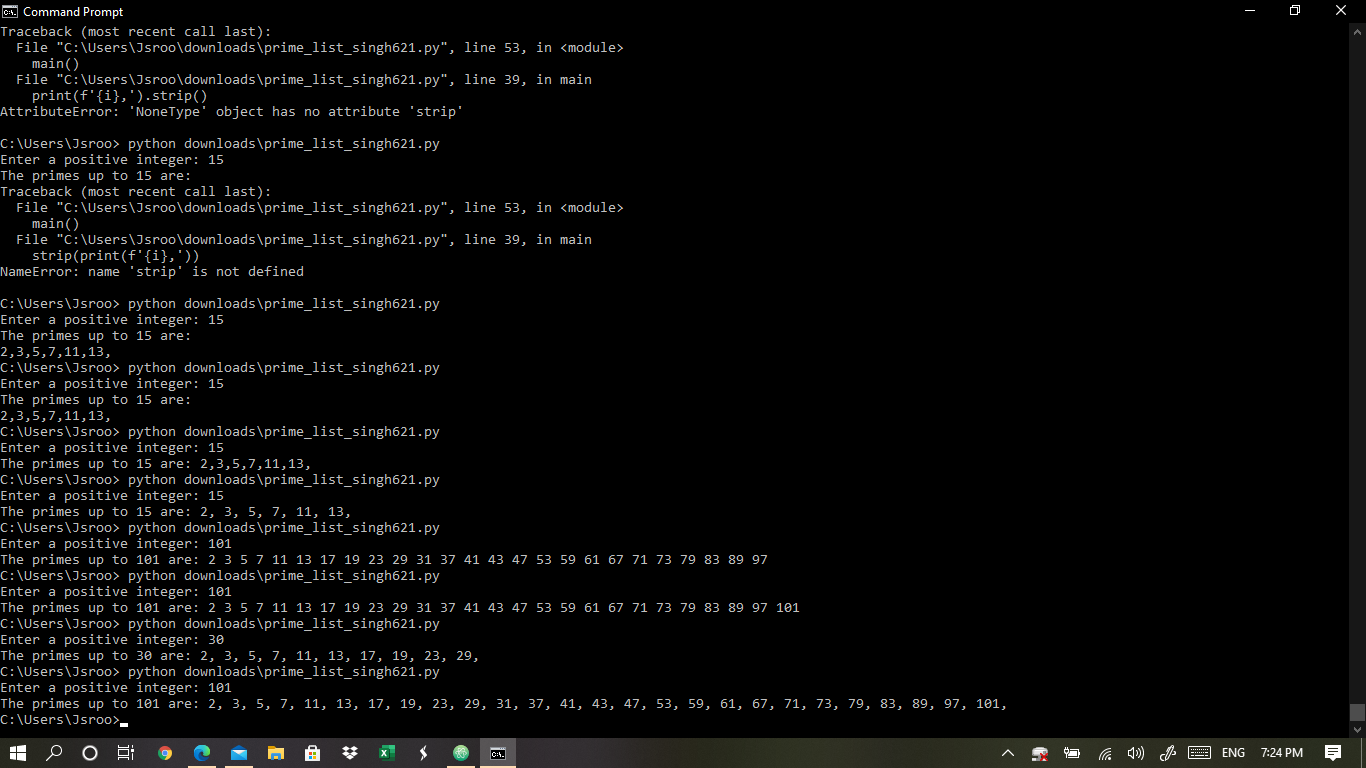 Command Prompt
Traceback (most recent call last):
  File "C:\Users\Jsroo\downloads\prime_list_singh621.py", line 53, in <module>
    main()
  File "C:\Users\Jsroo\downloads\prime_list_singh621.py", line 39, in main
    print(f'{i},').strip()
AttributeError: 'NoneType' object has no attribute 'strip'

C:\Users\Jsroo> python downloads\prime_list_singh621.py
Enter a positive integer: 15
The primes up to 15 are:
Traceback (most recent call last):
  File "C:\Users\Jsroo\downloads\prime_list_singh621.py", line 53, in <module>
    main()
  File "C:\Users\Jsroo\downloads\prime_list_singh621.py", line 39, in main
    strip(print(f'{i},'))
NameError: name 'strip' is not defined

C:\Users\Jsroo> python downloads\prime_list_singh621.py
Enter a positive integer: 15
The primes up to 15 are:
2,3,5,7,11,13,
C:\Users\Jsroo> python downloads\prime_list_singh621.py
Enter a positive integer: 15
The primes up to 15 are:
2,3,5,7,11,13,
C:\Users\Jsroo> python downloads\prime_list_singh621.py
Enter a positive integer: 15
The primes up to 15 are: 2,3,5,7,11,13,
C:\Users\Jsroo> python downloads\prime_list_singh621.py
Enter a positive integer: 15
The primes up to 15 are: 2, 3, 5, 7, 11, 13,
C:\Users\Jsroo> python downloads\prime_list_singh621.py
Enter a positive integer: 101
The primes up to 101 are: 2 3 5 7 11 13 17 19 23 29 31 37 41 43 47 53 59 61 67 71 73 79 83 89 97
C:\Users\Jsroo> python downloads\prime_list_singh621.py
Enter a positive integer: 101
The primes up to 101 are: 2 3 5 7 11 13 17 19 23 29 31 37 41 43 47 53 59 61 67 71 73 79 83 89 97 101
C:\Users\Jsroo> python downloads\prime_list_singh621.py
Enter a positive integer: 30
The primes up to 30 are: 2, 3, 5, 7, 11, 13, 17, 19, 23, 29,
C:\Users\Jsroo> python downloads\prime_list_singh621.py
Enter a positive integer: 101
The primes up to 101 are: 2, 3, 5, 7, 11, 13, 17, 19, 23, 29, 31, 37, 41, 43, 47, 53, 59, 61, 67, 71, 73, 79, 83, 89, 97, 101,
C:\Users\Jsroo>
ENG 7:24 PM